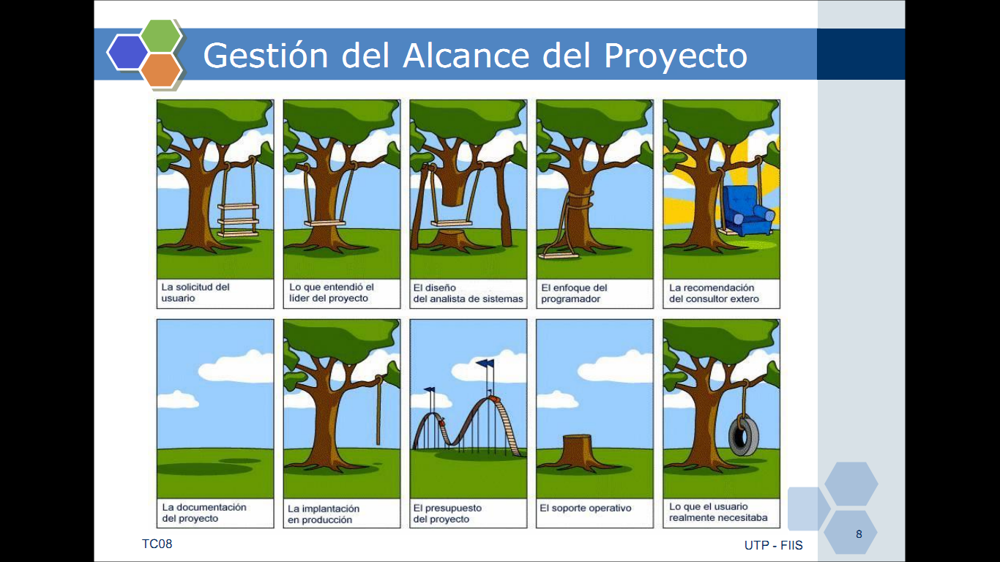 Gestión del Alcance del Proyecto
La solicitud del
usuario
Lo que entendió el
líder del proyecto
El diseño
del analista de sistemas
El enfoque del
programador
La recomendación
del consultor extero
La documentación
del proyecto
La implantación
en producción
El presupuesto
del proyecto
El soporte operativo
Lo que el usuario
realmente necesitaba
TC08
UTP - FIIS
8